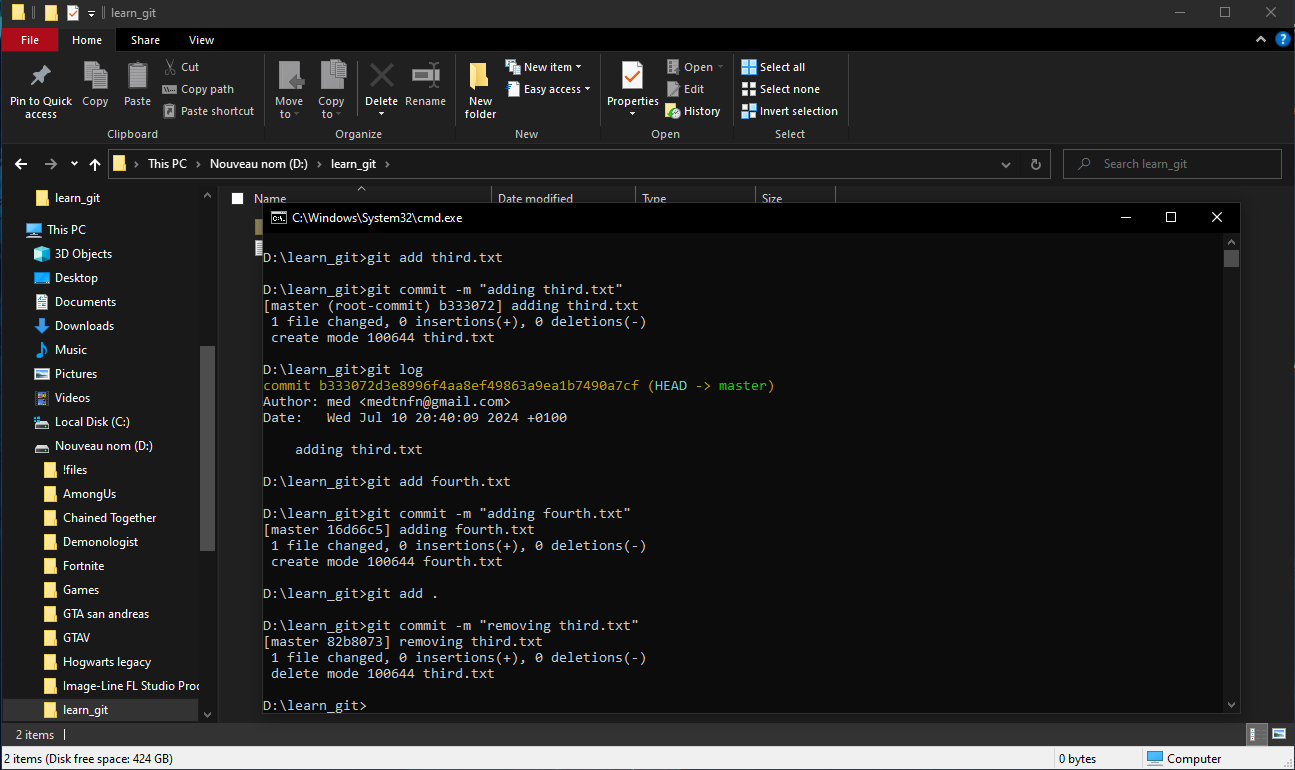 learn_git
File Home Share View
Pin to Quick access
Copy
Paste
Cut
Copy path
Paste shortcut
Clipboard
Move to
Copy to
Delete
Rename
Organize
New folder
New item
Easy access
New
Properties
Open
Edit
History
Open
Select all
Select none
Invert selection
Select
This PC > Nouveau nom (D:) > learn_git >
Search learn_git
learn_git
This PC
3D Objects
Desktop
Documents
Downloads
Music
Pictures
Videos
Local Disk (C:)
Nouveau nom (D:)
!files
AmongUs
Chained Together
Demonologist
Fortnite
Games
GTA san andreas
GTAV
Hogwarts legacy
Image-Line FL Studio Proc
learn_git
Name Date modified Type Size
C:\Windows\System32\cmd.exe
D:\learn_git>git add third.txt
D:\learn_git>git commit -m "adding third.txt"
[master (root-commit) b333072] adding third.txt
1 file changed, 0 insertions(+), 0 deletions(-)
create mode 100644 third.txt
D:\learn_git>git log
commit b333072d3e8996f4aa8ef49863a9ea1b7490a7cf (HEAD -> master)
Author: med <medtnfn@gmail.com>
Date:   Wed Jul 10 20:40:09 2024 +0100
adding third.txt
D:\learn_git>git add fourth.txt
D:\learn_git>git commit -m "adding fourth.txt"
[master 16d66c5] adding fourth.txt
1 file changed, 0 insertions(+), 0 deletions(-)
create mode 100644 fourth.txt
D:\learn_git>git add .
D:\learn_git>git commit -m "removing third.txt"
[master 82b8073] removing third.txt
1 file changed, 0 insertions(+), 0 deletions(-)
delete mode 100644 third.txt
D:\learn_git>
2 items
2 items (Disk free space: 424 GB)
0 bytes
Computer